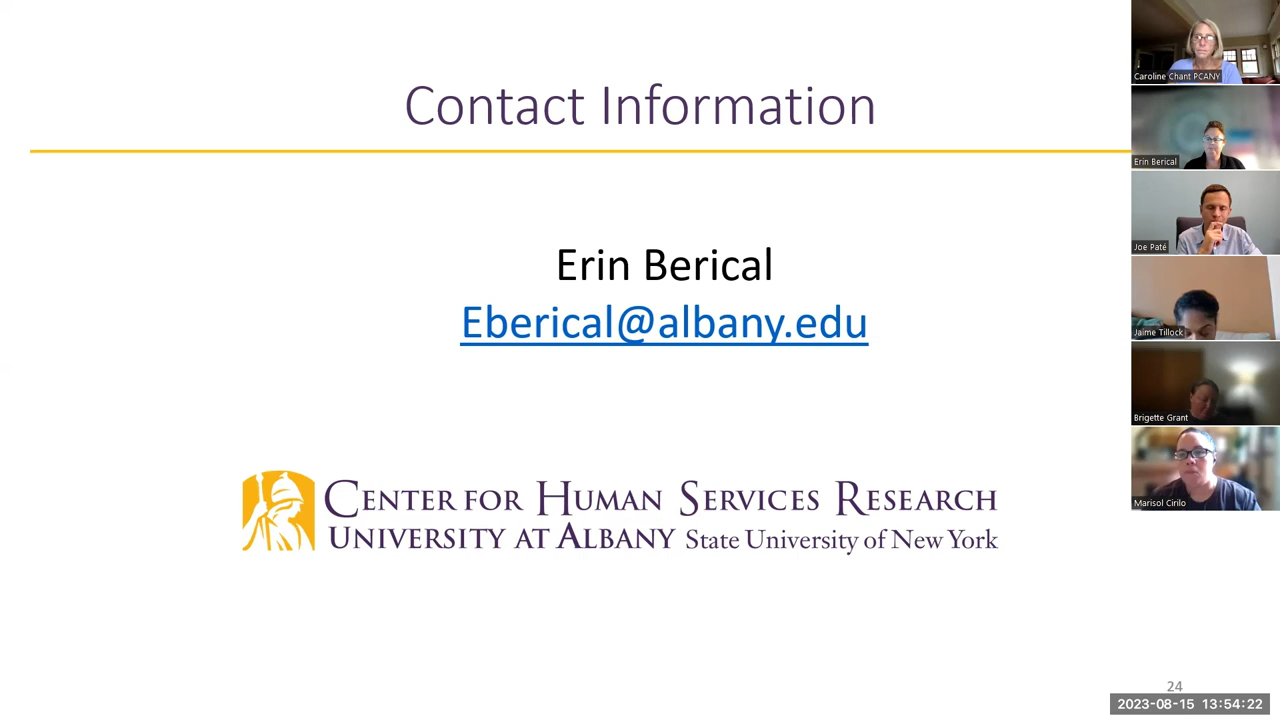 Contact Information
Erin Berical
Eberical@albany.edu
CENTER FOR HUMAN SERVICES RESEARCH
UNIVERSITY AT ALBANY State University of New York
24
2023-08-15 13:54:22
Caroline Chant PCANY
Erin Berical
Joe Paté
Jaime Tillock
Brigette Grant
Marisol Cirilo